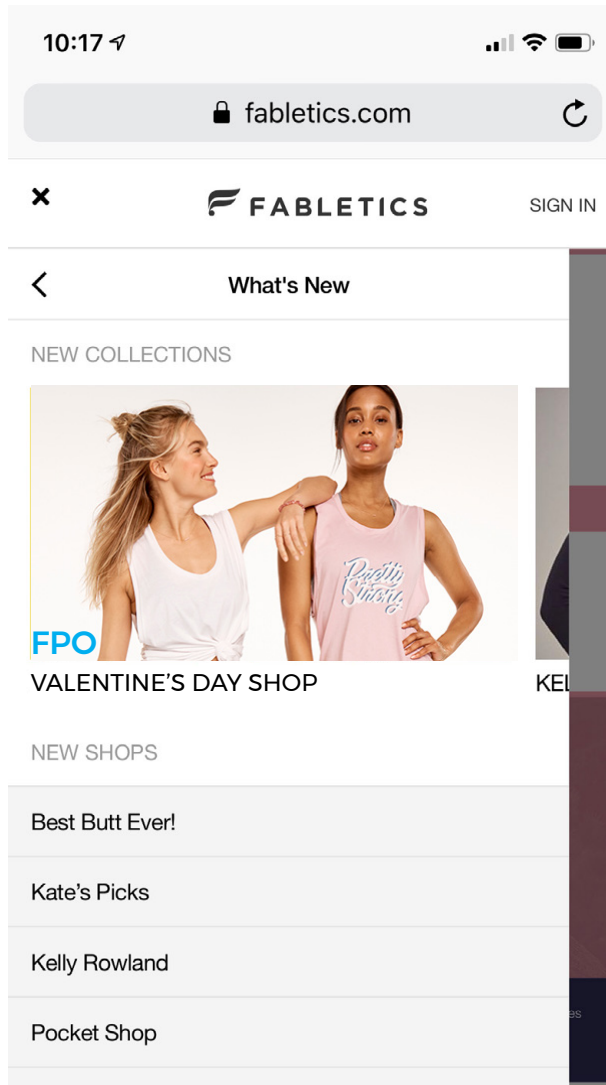 10:17
fabletics.com
FABLETICS
SIGN IN
What's New
NEW COLLECTIONS
Pretty
Strong
FPO
VALENTINE’S DAY SHOP
KEL
NEW SHOPS
Best Butt Ever!
Kate’s Picks
Kelly Rowland
Pocket Shop
es